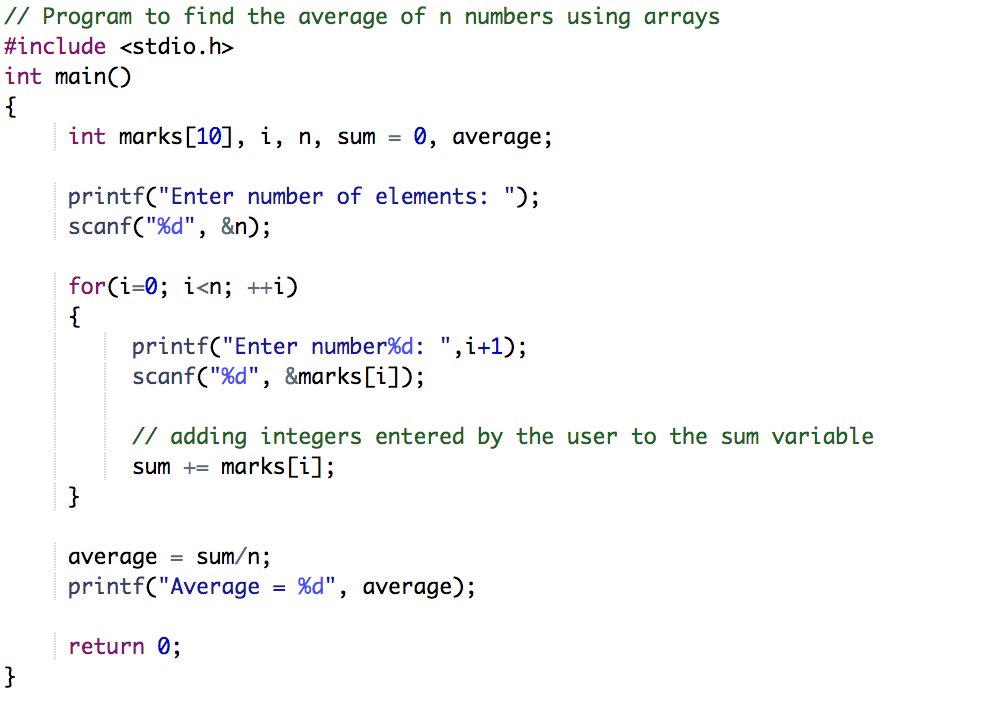 // Program to find the average of n numbers using arrays
#include <stdio.h>
int main()
{
int marks[10], i, n, sum = 0, average;
printf("Enter number of elements: ");
scanf("%d", &n);
for(i=0; i<n; ++i)
{
printf("Enter number%d: ",i+1);
scanf("%d", &marks[i]);
// adding integers entered by the user to the sum variable
sum += marks[i];
}
average = sum/n;
printf("Average = %d", average);
return 0;
}